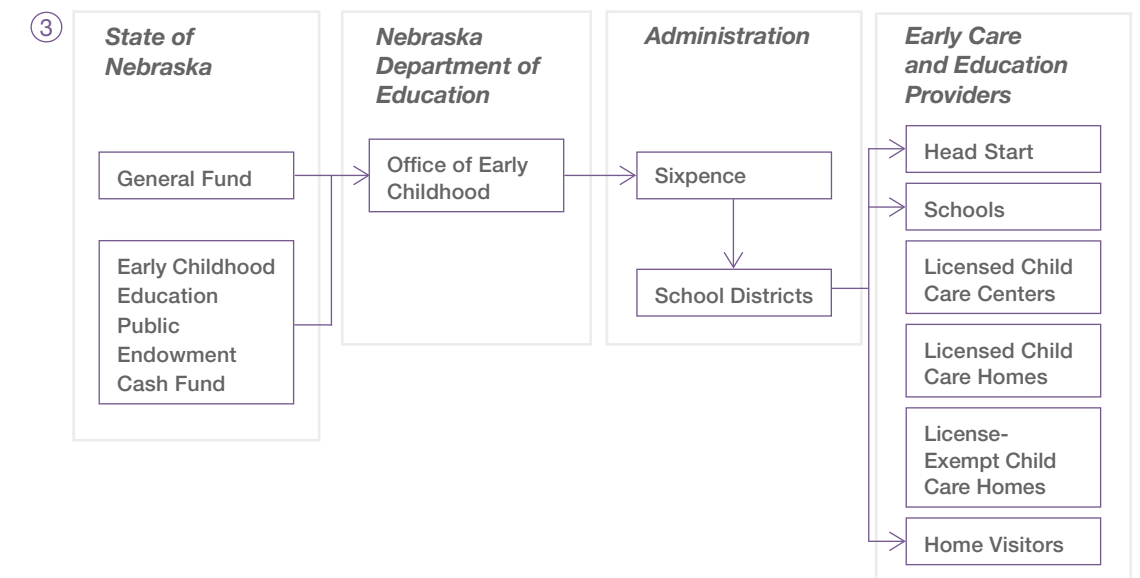 3
State of
Nebraska
General Fund
Early Childhood
Education
Public
Endowment
Cash Fund
Nebraska
Department of
Education
Office of Early
Childhood
Administration
Sixpence
School Districts
Early Care
and Education
Providers
Head Start
Schools
Licensed Child
Care Centers
Licensed Child
Care Homes
License-
Exempt Child
Care Homes
Home Visitors